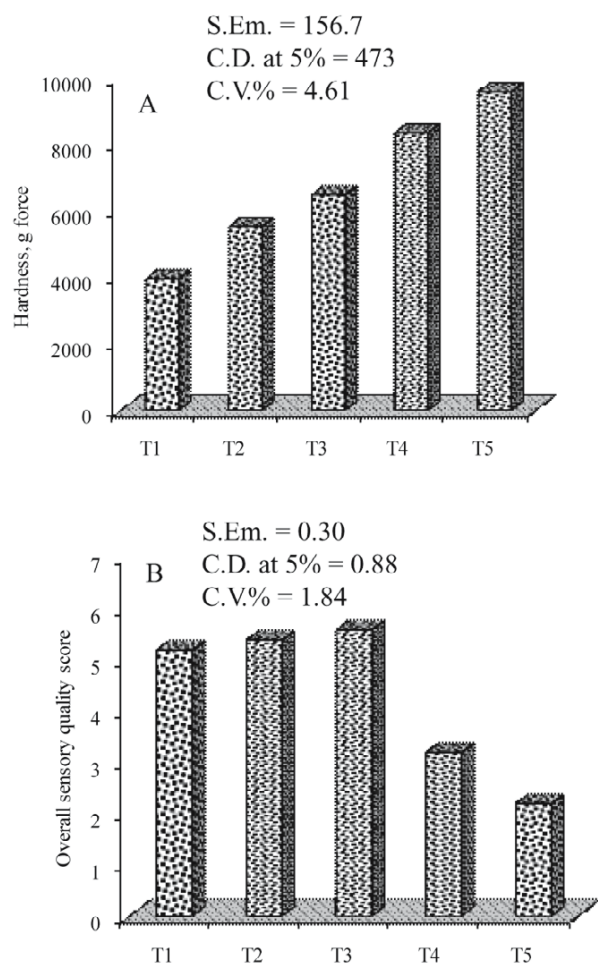 S.Em. = 156.7
C.D. at 5% = 473
C.V.% = 4.61
A
10000
8000
6000
4000
2000
0
Hardness, g force
T1 T2 T3 T4 T5
S.Em. = 0.30
C.D. at 5% = 0.88
C.V.% = 1.84
B
7
6
5
4
3
2
1
0
Overall sensory quality score
T1 T2 T3 T4 T5